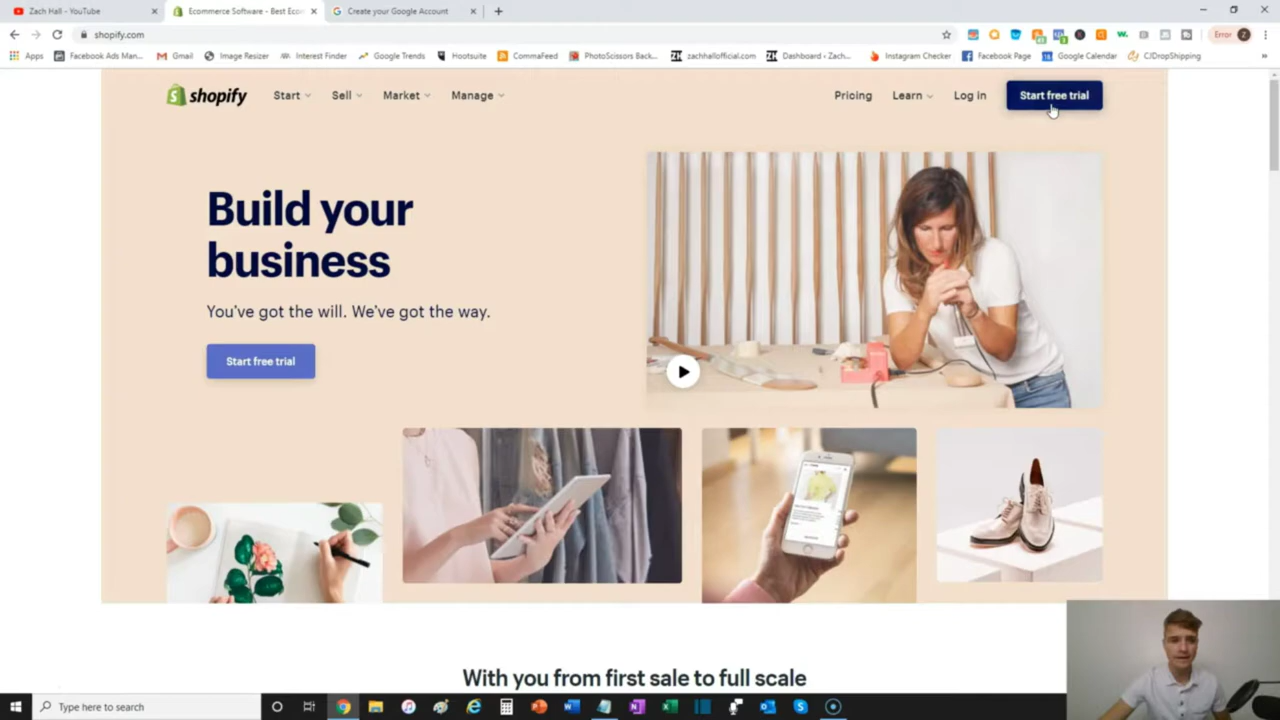 Zach Hall - YouTube
Ecommerce Software - Best Ecom
Create your Google Account
shopify.com
Error
Z
Apps
Facebook Ads Man...
Gmail
Image Resizer
Interest Finder
Google Trends
Hootsuite
CommaFeed
PhotoScissors Back...
zachhallofficial.com
Dashboard ‹ Zach...
Instagram Checker
Facebook Page
Google Calendar
CJDropShipping
shopify
Start
Sell
Market
Manage
Pricing
Learn
Log in
Start free trial
Build your
business
You've got the will. We've got the way.
Start free trial
With you from first sale to full scale
Type here to search